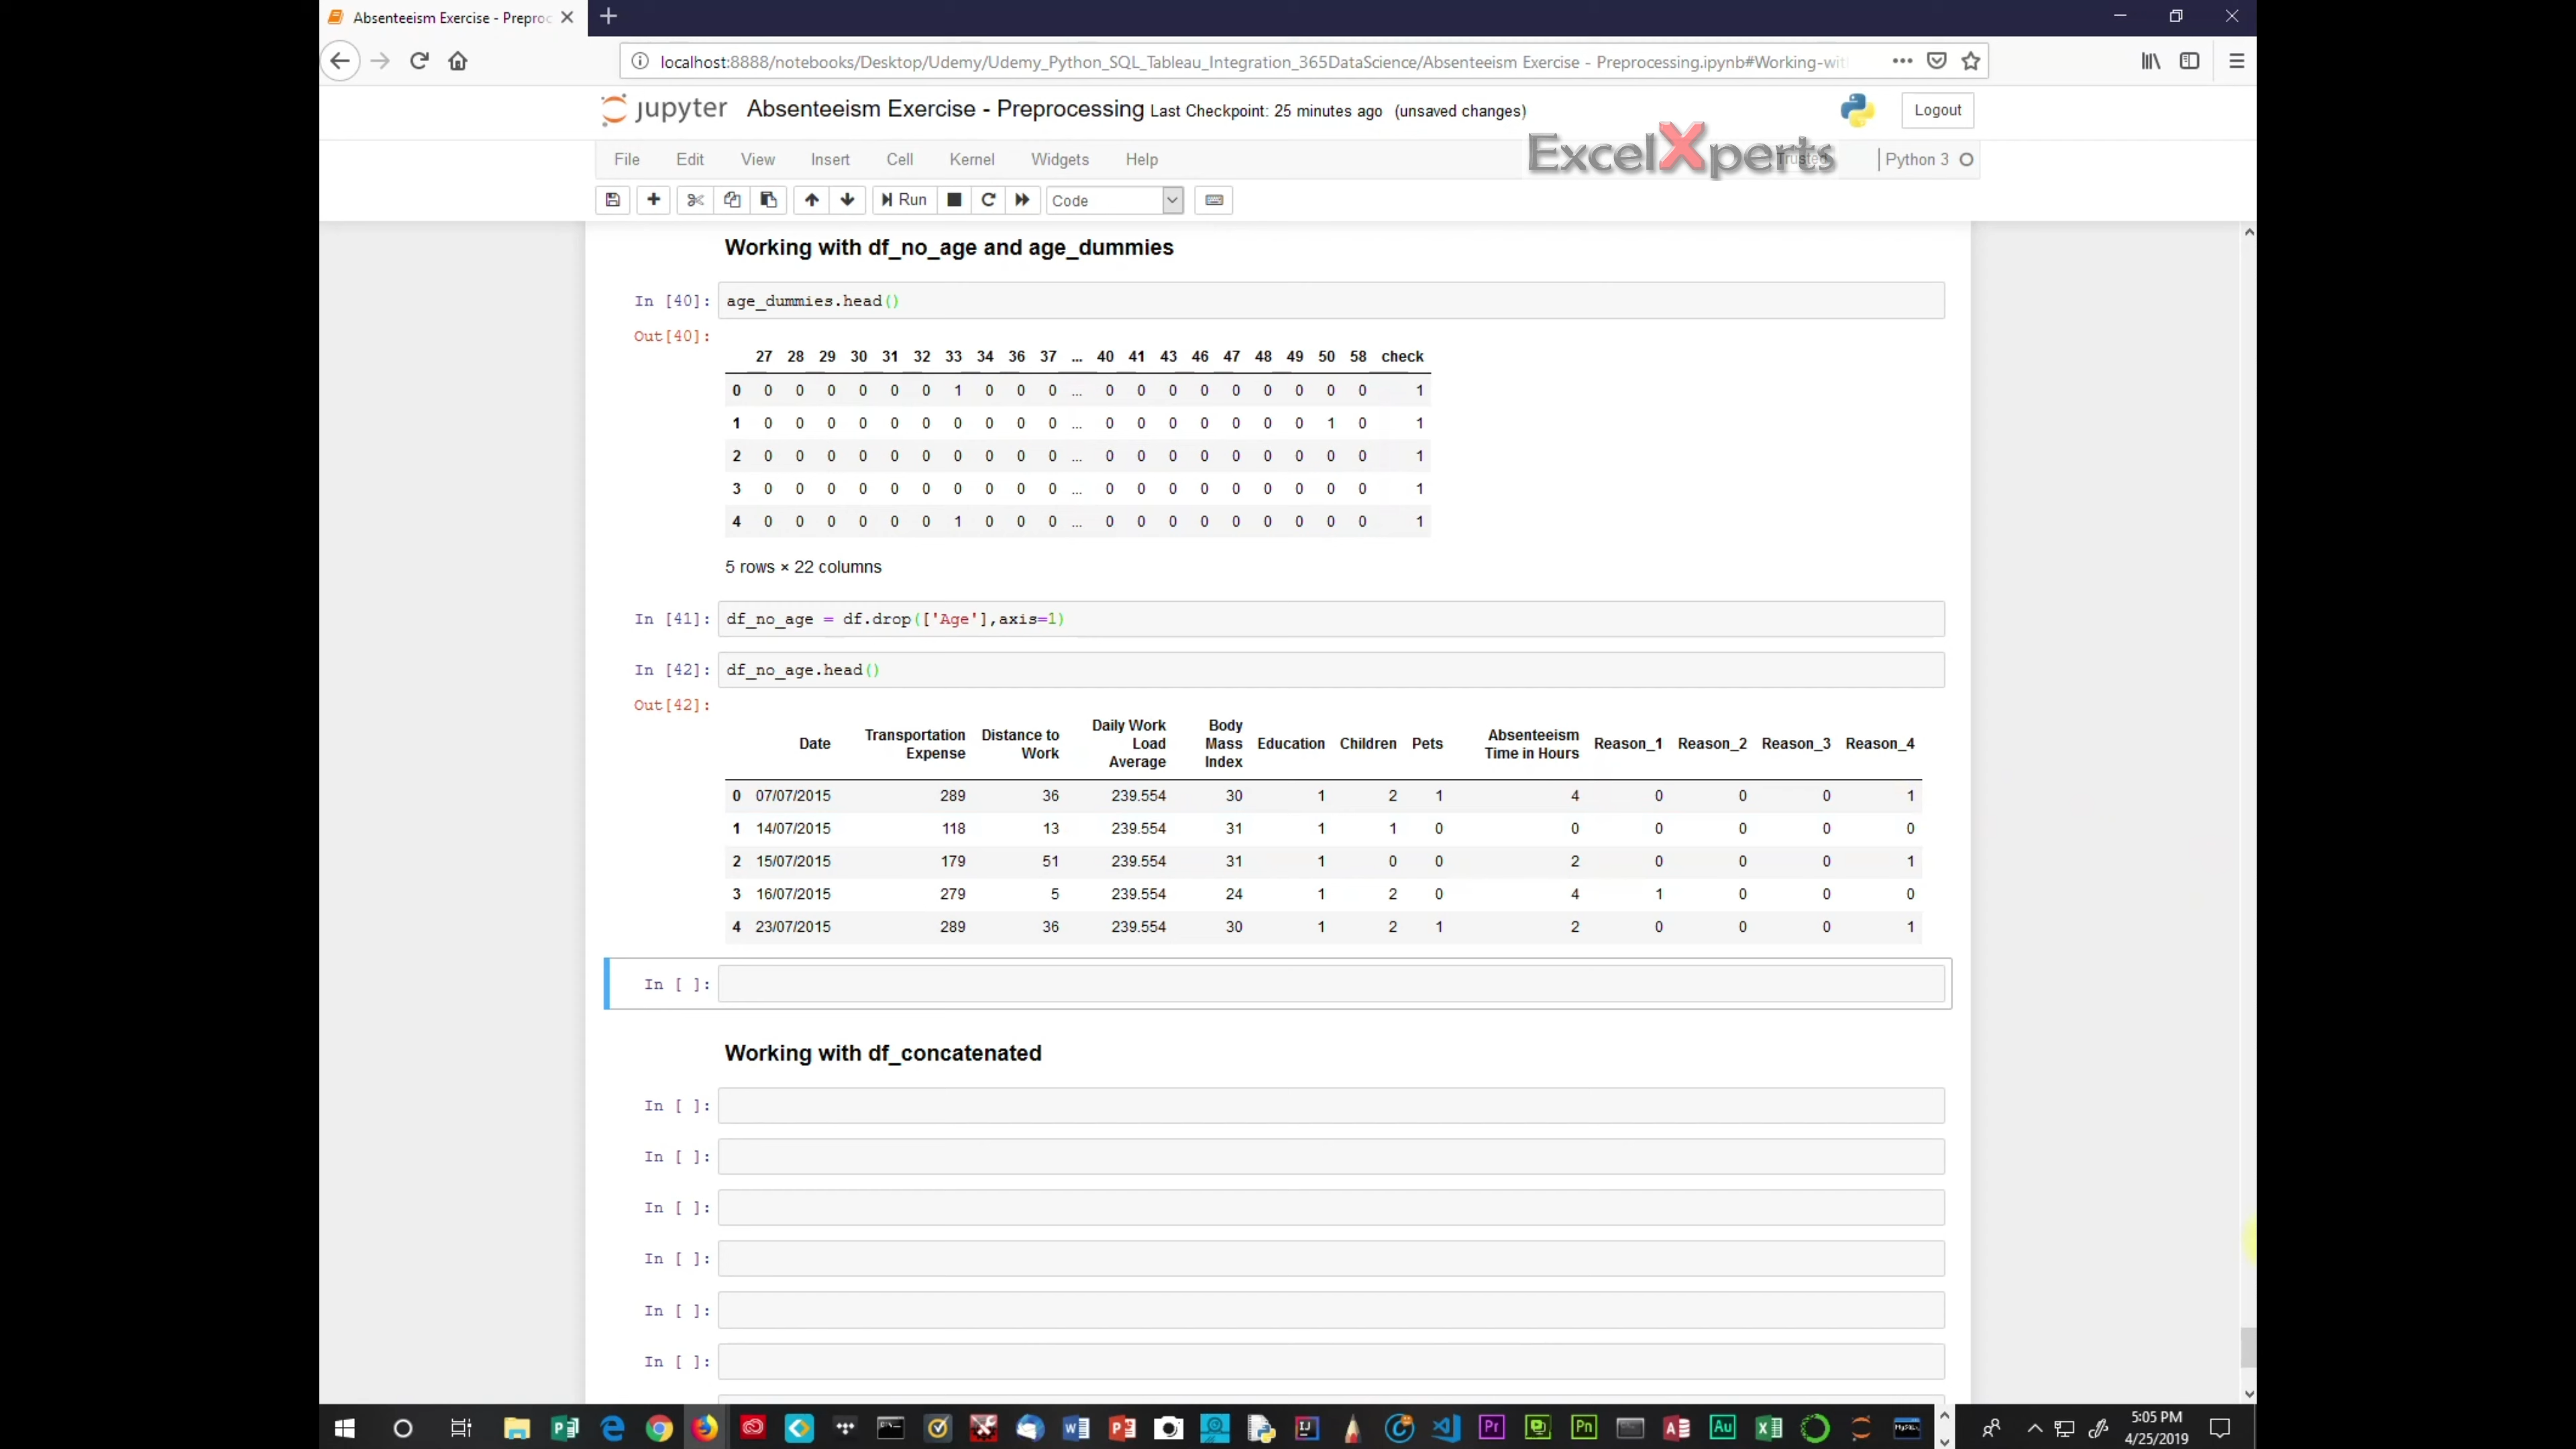 Absenteeism Exercise - Preproc
localhost:8888/notebooks/Desktop/Udemy/Udemy_Python_SQL_Tableau_Integration_365DataScience/Absenteeism Exercise - Preprocessing.ipynb#Working-wit
jupyter Absenteeism Exercise - Preprocessing Last Checkpoint: 25 minutes ago (unsaved changes) Logout
ExcelXperts
File Edit View Insert Cell Kernel Widgets Help Trusted Python 3
Run Code
Working with df_no_age and age_dummies
In [40]: age_dummies.head()
Out[40]:
27 28 29 30 31 32 33 34 36 37 ... 40 41 43 46 47 48 49 50 58 check
0 0 0 0 0 0 0 1 0 0 0 ... 0 0 0 0 0 0 0 0 0 1
1 0 0 0 0 0 0 0 0 0 0 ... 0 0 0 0 0 0 0 1 0 1
2 0 0 0 0 0 0 0 0 0 0 ... 0 0 0 0 0 0 0 0 0 1
3 0 0 0 0 0 0 0 0 0 0 ... 0 0 0 0 0 0 0 0 0 1
4 0 0 0 0 0 0 1 0 0 0 ... 0 0 0 0 0 0 0 0 0 1
5 rows × 22 columns
In [41]: df_no_age = df.drop(['Age'],axis=1)
In [42]: df_no_age.head()
Out[42]:
Date Transportation Expense Distance to Work Daily Work Load Average Body Mass Index Education Children Pets Absenteeism Time in Hours Reason_1 Reason_2 Reason_3 Reason_4
0 07/07/2015 289 36 239.554 30 1 2 1 4 0 0 0 1
1 14/07/2015 118 13 239.554 31 1 1 0 0 0 0 0 0
2 15/07/2015 179 51 239.554 31 1 0 0 2 0 0 0 1
3 16/07/2015 279 5 239.554 24 1 2 0 4 1 0 0 0
4 23/07/2015 289 36 239.554 30 1 2 1 2 0 0 0 1
In [ ]:
Working with df_concatenated
In [ ]:
In [ ]:
In [ ]:
In [ ]:
In [ ]:
In [ ]:
Pr Pn Au
5:05 PM
4/25/2019